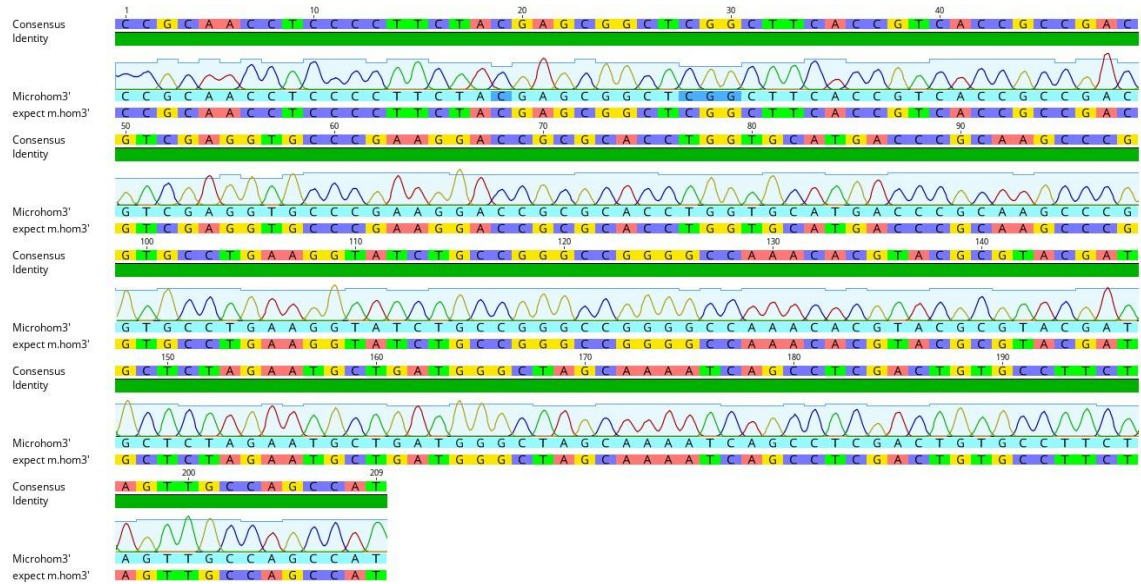 1 10 20 30 40
Consensus C C G C A A C C T C C C C T T C T A C G A G C G G C T C G G C T T C A C C G T C A C C G C C G A C
Identity
Microhom3' C C G C A A C C T C C C C T T C T A C G A G C G G C T C G G C T T C A C C G T C A C C G C C G A C
expect m.hom3' C C G C A A C C T C C C C T T C T A C G A G C G G C T C G G C T T C A C C G T C A C C G C C G A C
50 60 70 80 90
Consensus G T C G A G G T G C C C G A A G G A C C G C G C A C C T G G T G C A T G A C C C G C A A G C C C G
Identity
Microhom3' G T C G A G G T G C C C G A A G G A C C G C G C A C C T G G T G C A T G A C C C G C A A G C C C G
expect m.hom3' G T C G A G G T G C C C G A A G G A C C G C G C A C C T G G T G C A T G A C C C G C A A G C C C G
100 110 120 130 140
Consensus G T G C C T G A A G G T A T C T G C C G G G C C G G G G C C A A A C A C G T A C G C G T A C G A T
Identity
Microhom3' G T G C C T G A A G G T A T C T G C C G G G C C G G G G C C A A A C A C G T A C G C G T A C G A T
expect m.hom3' G T G C C T G A A G G T A T C T G C C G G G C C G G G G C C A A A C A C G T A C G C G T A C G A T
150 160 170 180 190
Consensus G C T C T A G A A T G C T G A T G G G C T A G C A A A A T C A G C C T C G A C T G T G C C T T C T
Identity
Microhom3' G C T C T A G A A T G C T G A T G G G C T A G C A A A A T C A G C C T C G A C T G T G C C T T C T
expect m.hom3' G C T C T A G A A T G C T G A T G G G C T A G C A A A A T C A G C C T C G A C T G T G C C T T C T
200 209
Consensus A G T T G C C A G C C A T
Identity
Microhom3' A G T T G C C A G C C A T
expect m.hom3' A G T T G C C A G C C A T